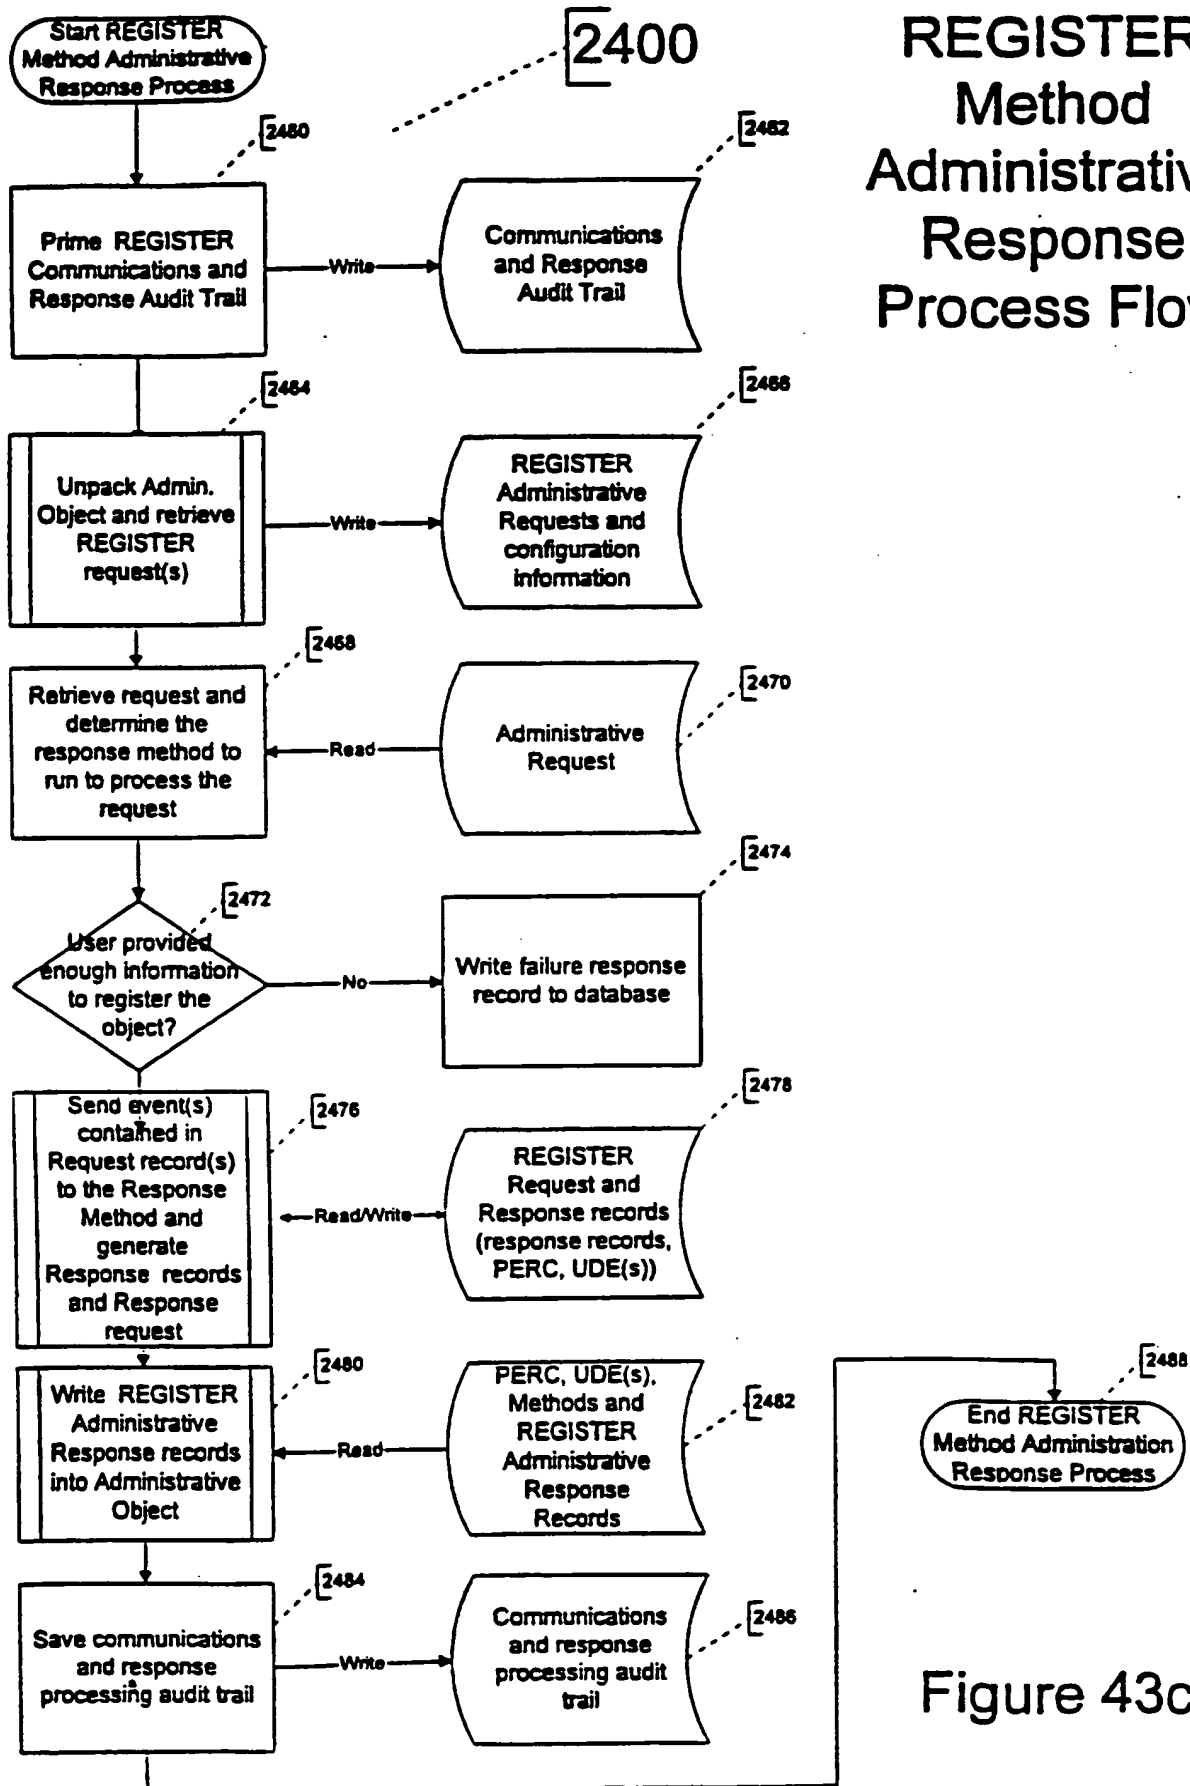 Start REGISTER
Method Administrative
Response Process
2400
REGISTER
Method
Administrativ
Response
Process Flo
2460
2462
Prime REGISTER
Communications and
Response Audit Trail
Write
Communications
and Response
Audit Trail
2464
2466
Unpack Admin.
Object and retrieve
REGISTER
request(s)
Write
REGISTER
Administrative
Requests and
configuration
information
2468
2470
Retrieve request and
determine the
response method to
run to process the
request
Read
Administrative
Request
2472
2474
User provided
enough information
to register the
object?
No
Write failure response
record to database
2476
2478
Send event(s)
contained in
Request record(s)
to the Response
Method and
generate
Response records
and Response
request
Read/Write
REGISTER
Request and
Response records
(response records,
PERC, UDE(s))
2480
2482
Write REGISTER
Administrative
Response records
into Administrative
Object
Read
PERC, UDE(s),
Methods and
REGISTER
Administrative
Response
Records
2488
End REGISTER
Method Administration
Response Process
2484
2486
Save communications
and response
processing audit trail
Write
Communications
and response
processing audit
trail
Figure 43c